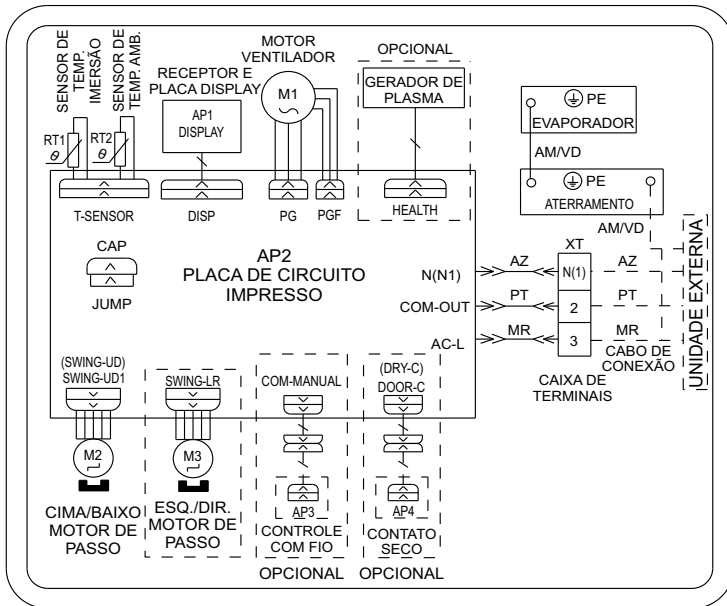 SENSOR DE
TEMP.
IMERSÃO
SENSOR DE
TEMP. AMB.
RT1
θ
RT2
θ
RECEPTOR E
PLACA DISPLAY
AP1
DISPLAY
MOTOR
VENTILADOR
M1
OPCIONAL
GERADOR DE
PLASMA
PE
EVAPORADOR
AM/VD
PE
ATERRAMENTO
AM/VD
T-SENSOR
DISP
PG
PGF
HEALTH
CAP
JUMP
AP2
PLACA DE CIRCUITO
IMPRESSO
N(N1)
AZ
XT
N(1)
AZ
COM-OUT
PT
2
PT
AC-L
MR
3
MR
CABO DE
CONEXÃO
CAIXA DE
TERMINAIS
UNIDADE EXTERNA
(SWING-UD)
SWING-UD1
M2
CIMA/BAIXO
MOTOR DE
PASSO
SWING-LR
M3
ESQ./DIR.
MOTOR DE
PASSO
COM-MANUAL
AP3
CONTROLE
COM FIO
OPCIONAL
(DRY-C)
DOOR-C
AP4
CONTATO
SECO
OPCIONAL